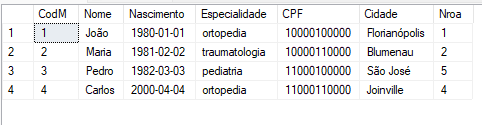 CodM Nome Nascimento Especialidade CPF Cidade Nroa
1 1 João 1980-01-01 ortopedia 10000100000 Florianópolis 1
2 2 Maria 1981-02-02 traumatologia 10000110000 Blumenau 2
3 3 Pedro 1982-03-03 pediatria 11000100000 São José 5
4 4 Carlos 2000-04-04 ortopedia 11000110000 Joinville 4